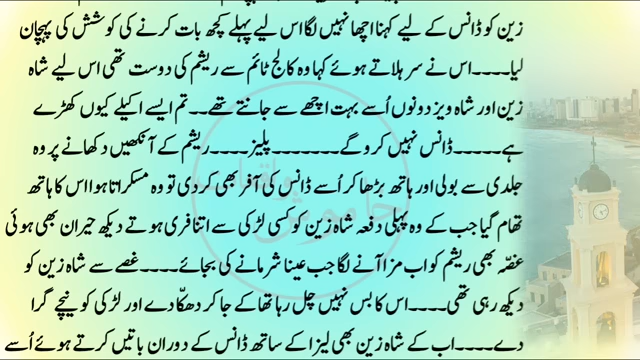 زین کو ڈانس کے لیے کہنا اچھا نہیں لگا اس لیے پہلے کچھ بات کرنے کی کوشش کی پہچان
لیا۔۔۔۔اس نے سر ہلاتے ہوئے کہا وہ کالج ٹائم سے ریشم کی دوست تھی اس لیے شاہ
زین اور شاہ ویز دونوں اُسے بہت اچھے سے جانتے تھے۔۔تم ایسے اکیلے کیوں کھڑے
ہے۔۔۔۔۔ڈانس نہیں کرو گے۔۔۔۔۔۔۔۔پلیز۔۔۔۔ریشم کے آنکھیں دکھانے پر وہ
جلدی سے بولی اور ہاتھ بڑھا کر اُسے ڈانس کی آفر بھی کر دی تو وہ مسکراتا ہوا اس کا ہاتھ
تھام گیا جب کے وہ پہلی دفعہ شاہ زین کو کسی لڑکی سے اتنا فری ہوتے دیکھ حیران بھی ہوئی
غصّہ بھی ریشم کو اب مزا آنے لگا جب عینا شرمانے کی بجائے۔۔۔۔غصے سے شاہ زین کو
دیکھ رہی تھی۔۔۔۔اس کا بس نہیں چل رہا تھا کے جا کر دھکّا دے اور لڑکی کو نیچے گرا
دے۔۔۔۔اب کے شاہ زین بھی لیزا کے ساتھ ڈانس کے دوران باتیں کرتے ہوئے اُسے